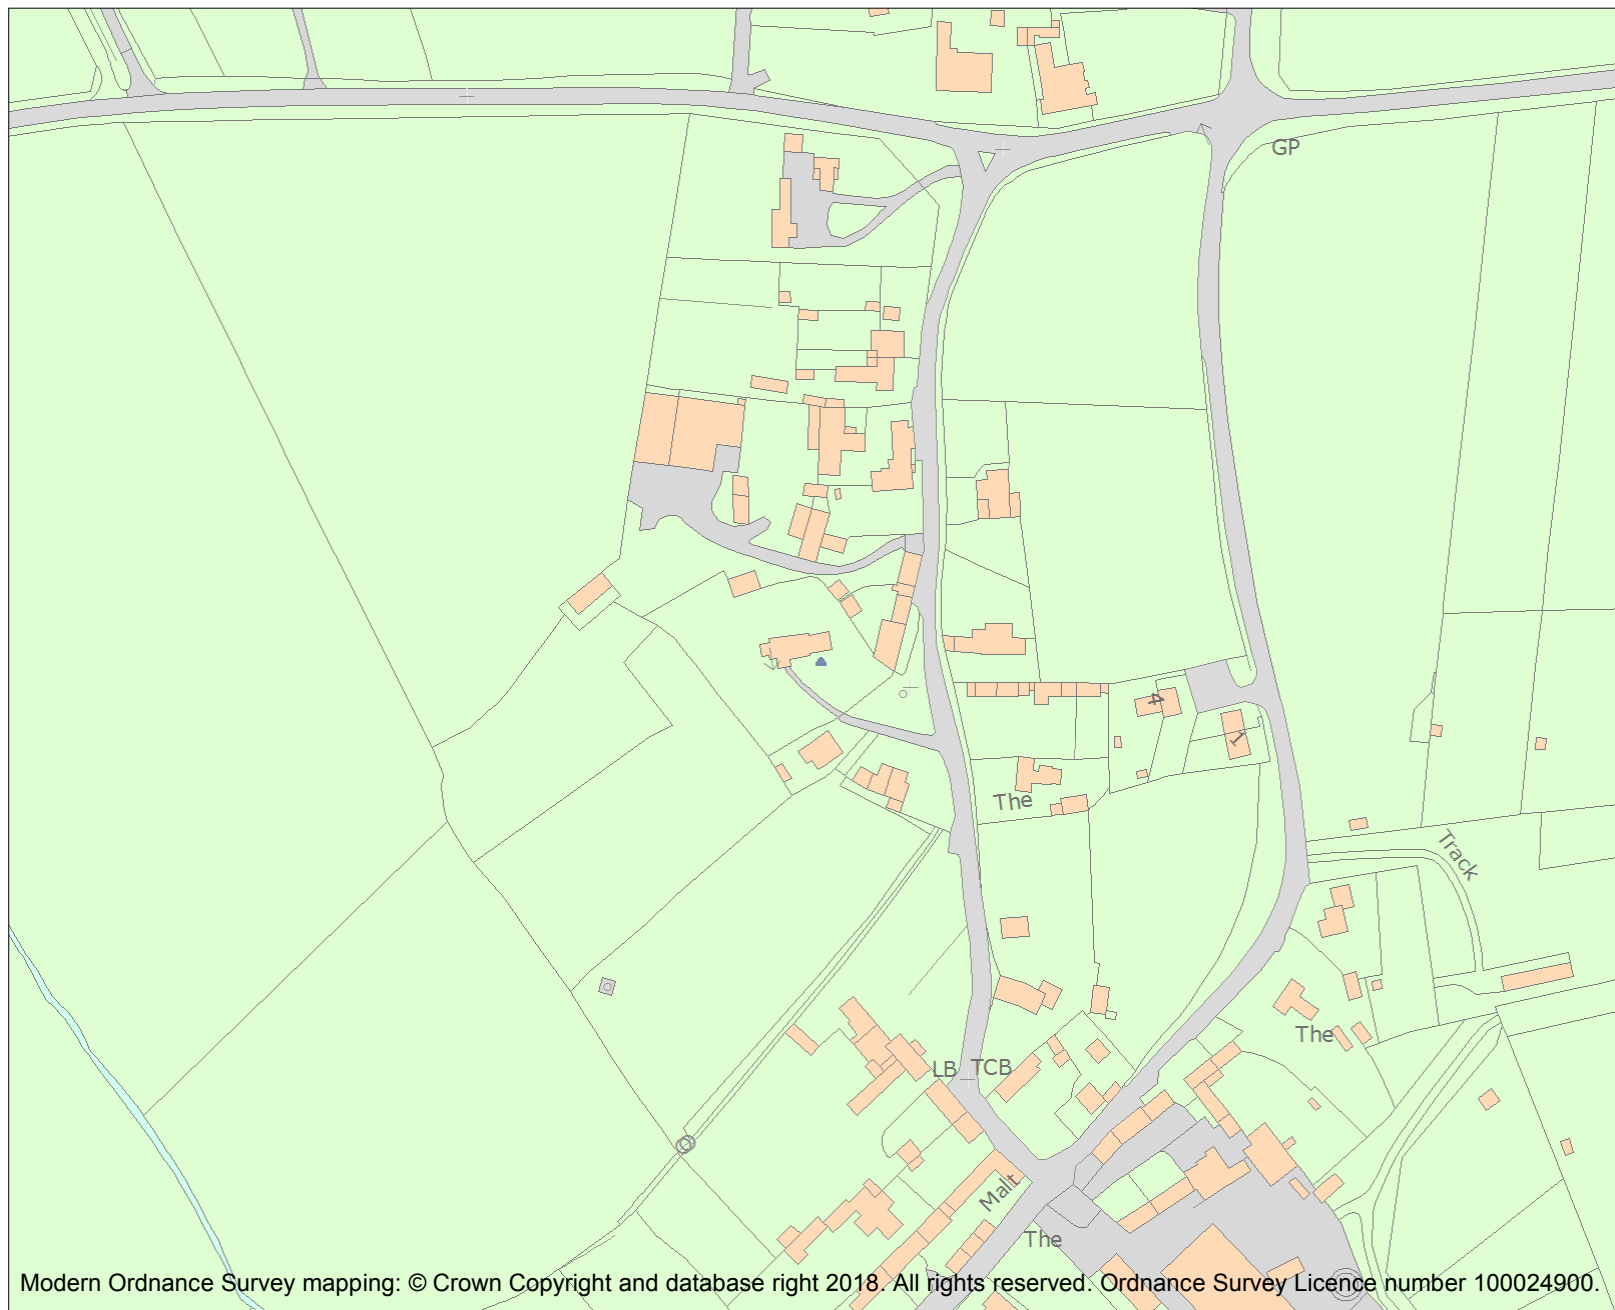 GP
4
1
The
Track
The
LB TCB
Malt
The
Modern Ordnance Survey mapping: © Crown Copyright and database right 2018. All rights reserved. Ordnance Survey Licence number 100024900.